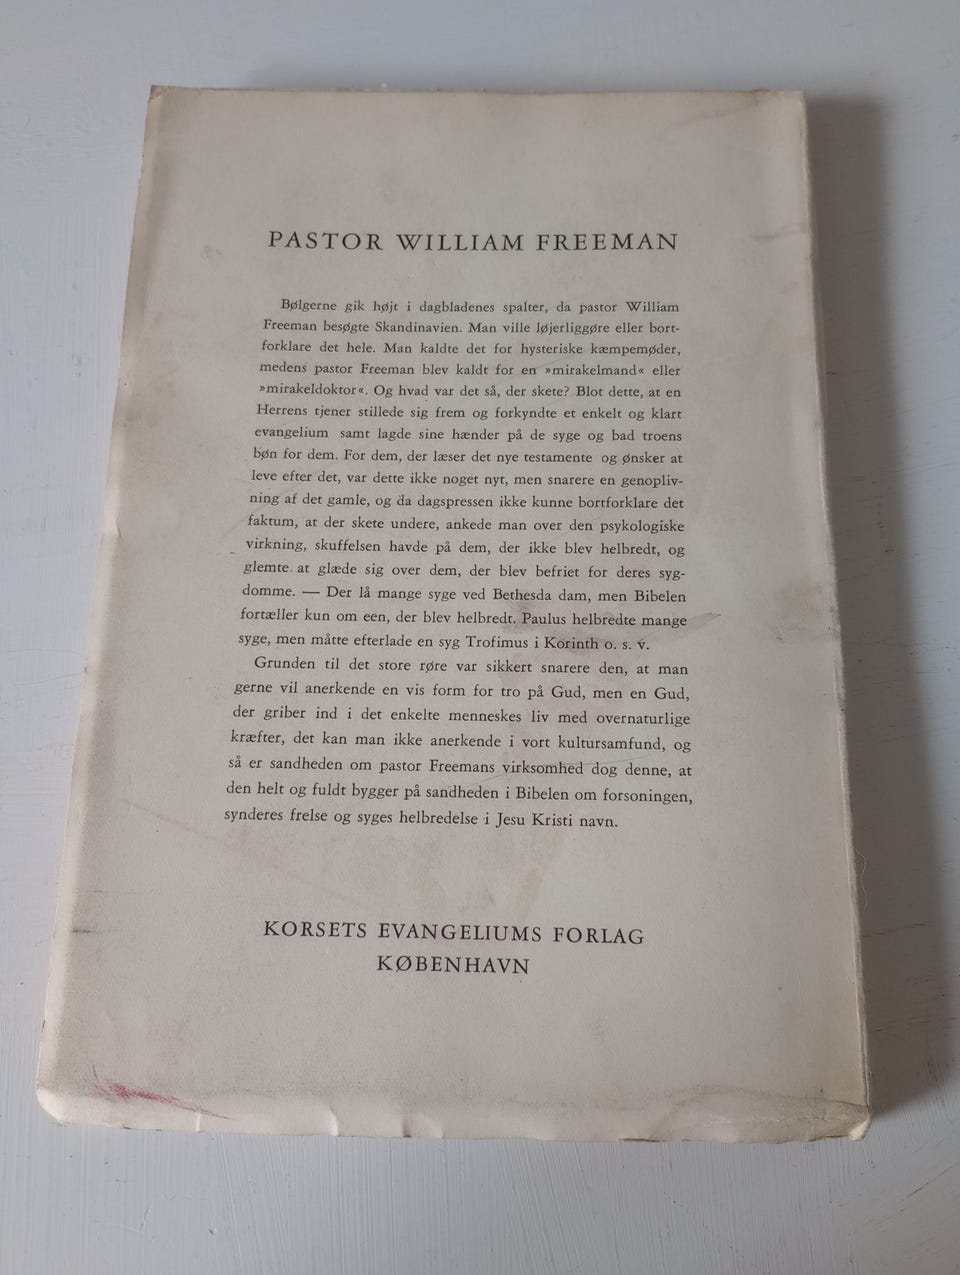 PASTOR WILLIAM FREEMAN
Bølgerne gik højt i dagbladenes spalter, da pastor William
Freeman besøgte Skandinavien. Man ville løjerliggøre eller bort-
forklare det hele. Man kaldte det for hysteriske kæmpemøder,
medens pastor Freeman blev kaldt for en »mirakelmand« eller
»mirakeldoktor«. Og hvad var det så, der skete? Blot dette, at en
Herrens tjener stillede sig frem og forkyndte et enkelt og klart
evangelium samt lagde sine hænder på de syge og bad troens
bøn for dem. For dem, der læser det nye testamente og ønsker at
leve efter det, var dette ikke noget nyt, men snarere en genopliv-
ning af det gamle, og da dagspressen ikke kunne bortforklare det
faktum, at der skete undere, ankede man over den psykologiske
virkning, skuffelsen havde på dem, der ikke blev helbredt, og
glemte at glæde sig over dem, der blev befriet for deres syg-
domme. — Der lå mange syge ved Bethesda dam, men Bibelen
fortæller kun om een, der blev helbredt. Paulus helbredte mange
syge, men måtte efterlade en syg Trofimus i Korinth o. s. v.
Grunden til det store røre var sikkert snarere den, at man
gerne vil anerkende en vis form for tro på Gud, men en Gud,
der griber ind i det enkelte menneskes liv med overnaturlige
kræfter, det kan man ikke anerkende i vort kultursamfund, og
så er sandheden om pastor Freemans virksomhed dog denne, at
den helt og fuldt bygger på sandheden i Bibelen om forsoningen,
synderes frelse og syges helbredelse i Jesu Kristi navn.
KORSETS EVANGELIUMS FORLAG
KØBENHAVN